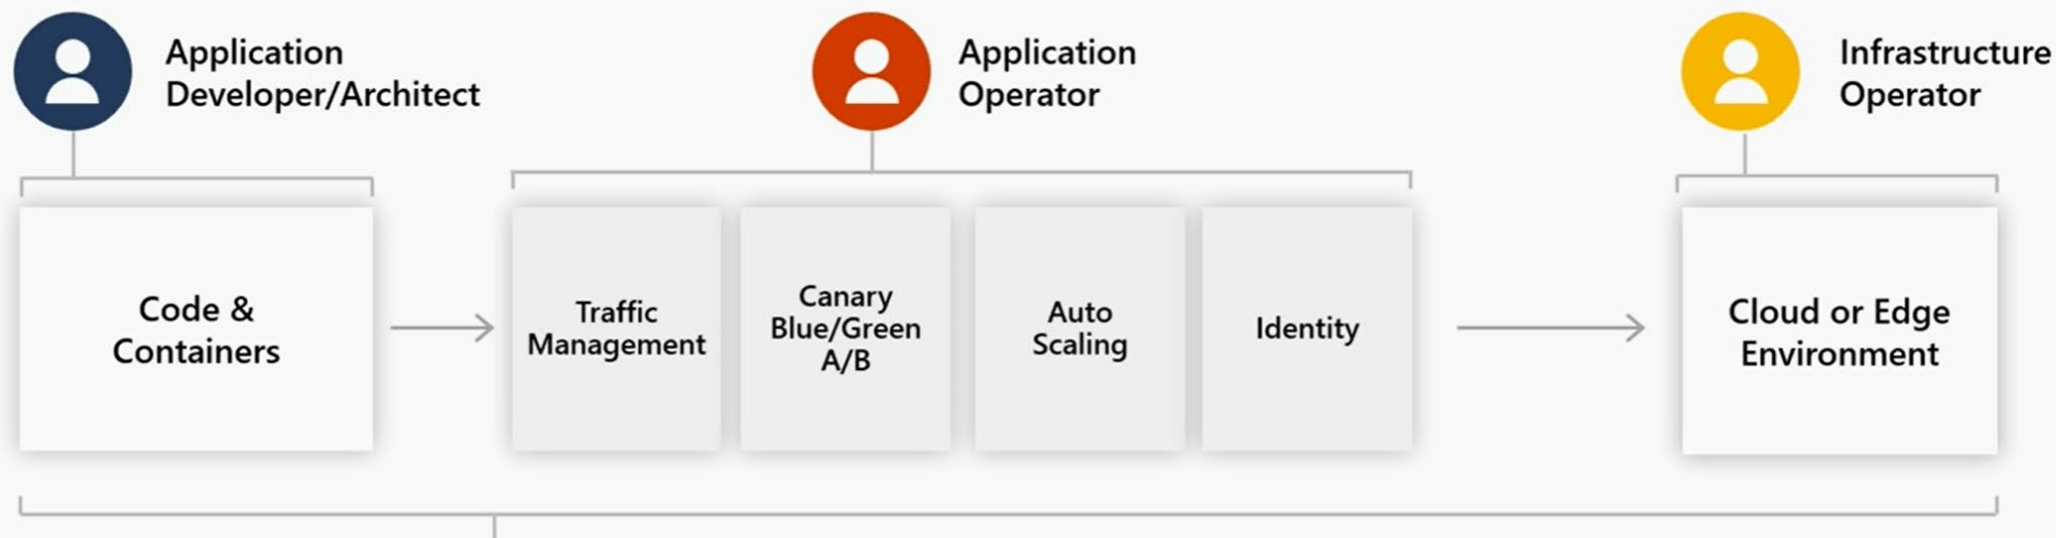 Application
Developer/Architect
Application
Operator
Infrastructure
Operator
Code &
Containers
Traffic
Management
Canary
Blue/Green
A/B
Auto
Scaling
Identity
Cloud or Edge
Environment